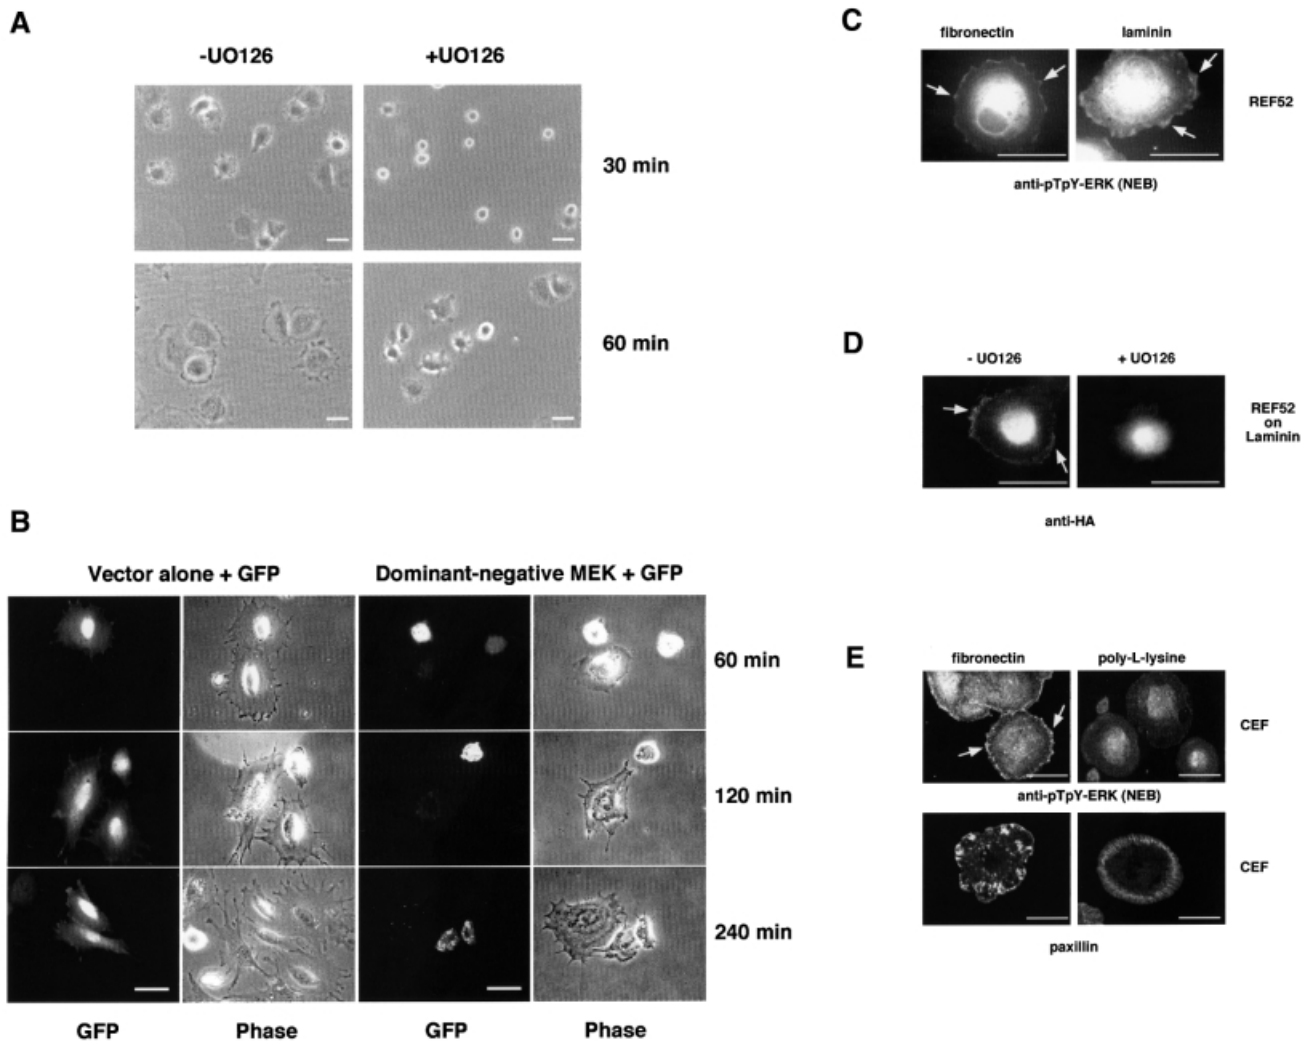 A
-UO126 +UO126
30 min
60 min
B
Vector alone + GFP Dominant-negative MEK + GFP
60 min
120 min
240 min
GFP Phase GFP Phase
C
fibronectin laminin
REF52
anti-pTpY-ERK (NEB)
D
- UO126 + UO126
REF52
on
Laminin
anti-HA
E
fibronectin poly-L-lysine
CEF
anti-pTpY-ERK (NEB)
CEF
paxillin